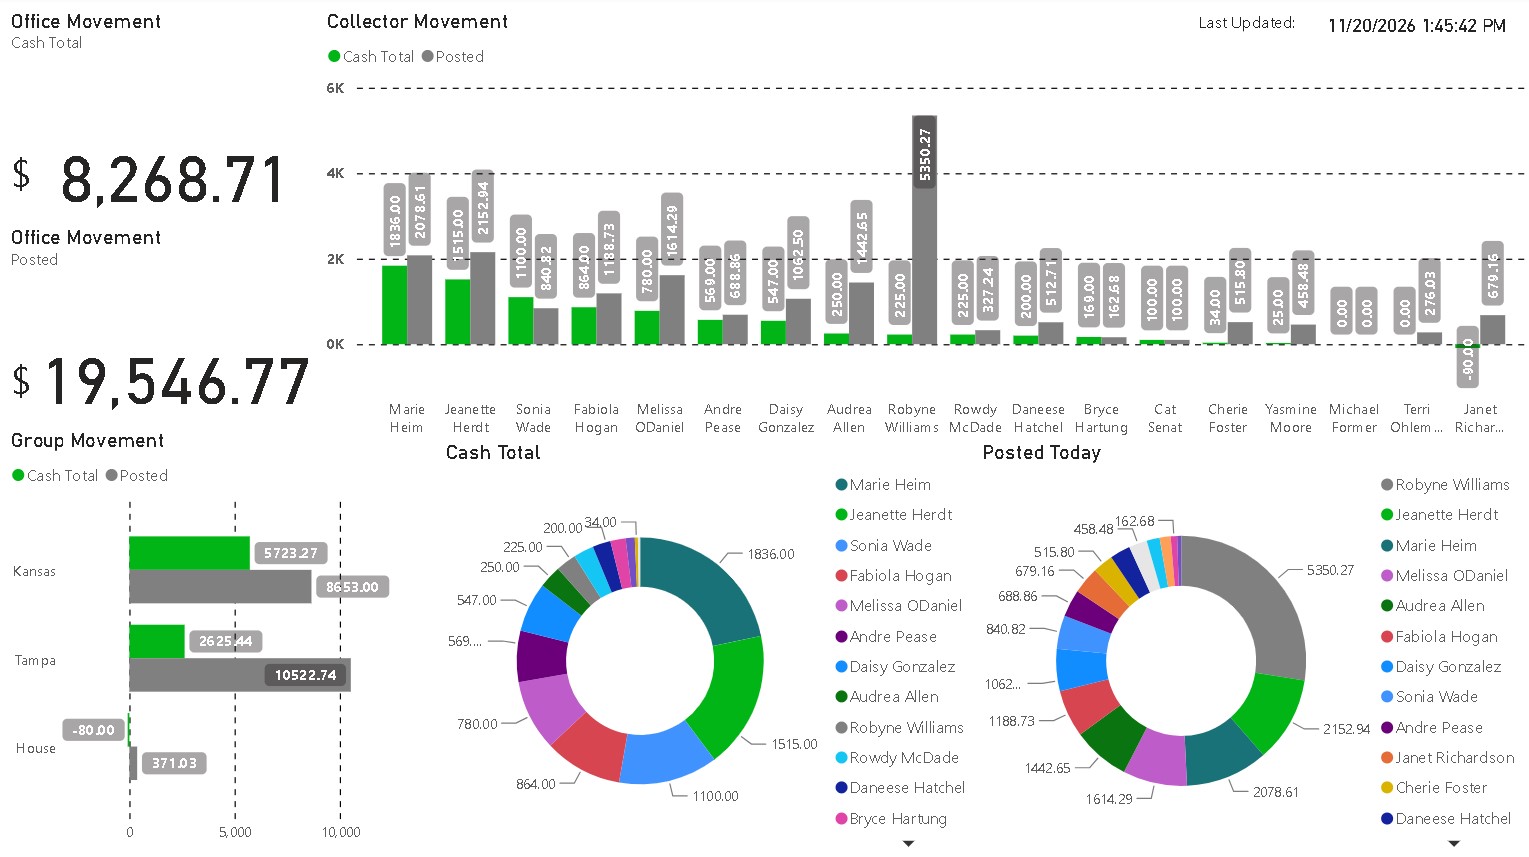 Office Movement
Cash Total
$ 8,268.71
Office Movement
Posted
$ 19,546.77
Collector Movement
Cash Total Posted
Last Updated: 11/20/2026 1:45:42 PM
6K
4K
2K
0K
1836.00 2078.61 1515.00 2152.94 1100.00 840.82 864.00 1188.73 780.00 1614.29 569.00 688.86 547.00 1062.50 250.00 1442.65 225.00 5350.27 225.00 327.24 200.00 512.71 169.00 162.68 100.00 100.00 34.00 515.80 25.00 458.48 0.00 0.00 0.00 276.03 -90.00 679.16
Marie Heim
Jeanette Herdt
Sonia Wade
Fabiola Hogan
Melissa ODaniel
Andre Pease
Daisy Gonzalez
Audrea Allen
Robyne Williams
Rowdy McDade
Daneese Hatchel
Bryce Hartung
Cat Senat
Cherie Foster
Yasmine Moore
Michael Former
Terri Ohlem...
Janet Richar...
Group Movement
Cash Total Posted
Kansas
5723.27
8653.00
Tampa
2625.44
10522.74
House
-80.00
371.03
0 5,000 10,000
Cash Total
1836.00
1515.00
1100.00
864.00
780.00
569....
547.00
250.00
225.00
200.00
34.00
Marie Heim
Jeanette Herdt
Sonia Wade
Fabiola Hogan
Melissa ODaniel
Andre Pease
Daisy Gonzalez
Audrea Allen
Robyne Williams
Rowdy McDade
Daneese Hatchel
Bryce Hartung
Posted Today
5350.27
2152.94
2078.61
1614.29
1442.65
1188.73
1062...
840.82
688.86
679.16
515.80
458.48
162.68
Robyne Williams
Jeanette Herdt
Marie Heim
Melissa ODaniel
Audrea Allen
Fabiola Hogan
Daisy Gonzalez
Sonia Wade
Andre Pease
Janet Richardson
Cherie Foster
Daneese Hatchel